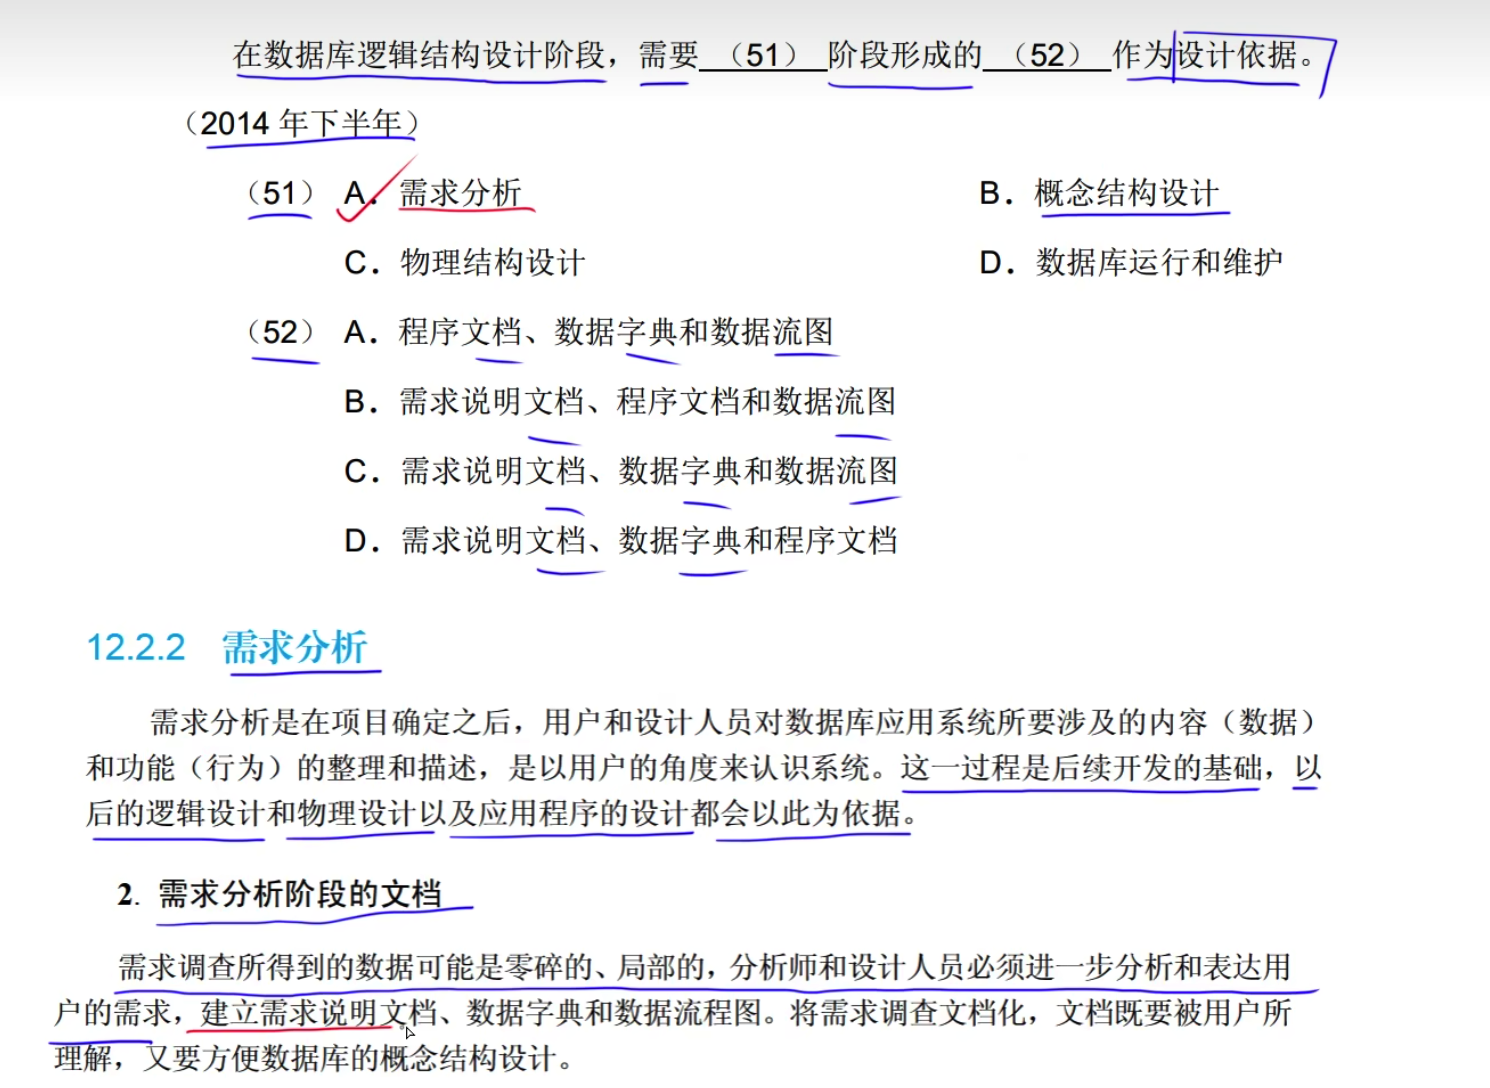 在数据库逻辑结构设计阶段，需要 （51） 阶段形成的 （52） 作为设计依据。
（2014 年下半年）
（51） A．需求分析 B．概念结构设计
C．物理结构设计 D．数据库运行和维护
（52） A．程序文档、数据字典和数据流图
B．需求说明文档、程序文档和数据流图
C．需求说明文档、数据字典和数据流图
D．需求说明文档、数据字典和程序文档
12.2.2 需求分析
需求分析是在项目确定之后，用户和设计人员对数据库应用系统所要涉及的内容（数据）
和功能（行为）的整理和描述，是以用户的角度来认识系统。这一过程是后续开发的基础，以
后的逻辑设计和物理设计以及应用程序的设计都会以此为依据。
2. 需求分析阶段的文档
需求调查所得到的数据可能是零碎的、局部的，分析师和设计人员必须进一步分析和表达用
户的需求，建立需求说明文档、数据字典和数据流程图。将需求调查文档化，文档既要被用户所
理解，又要方便数据库的概念结构设计。